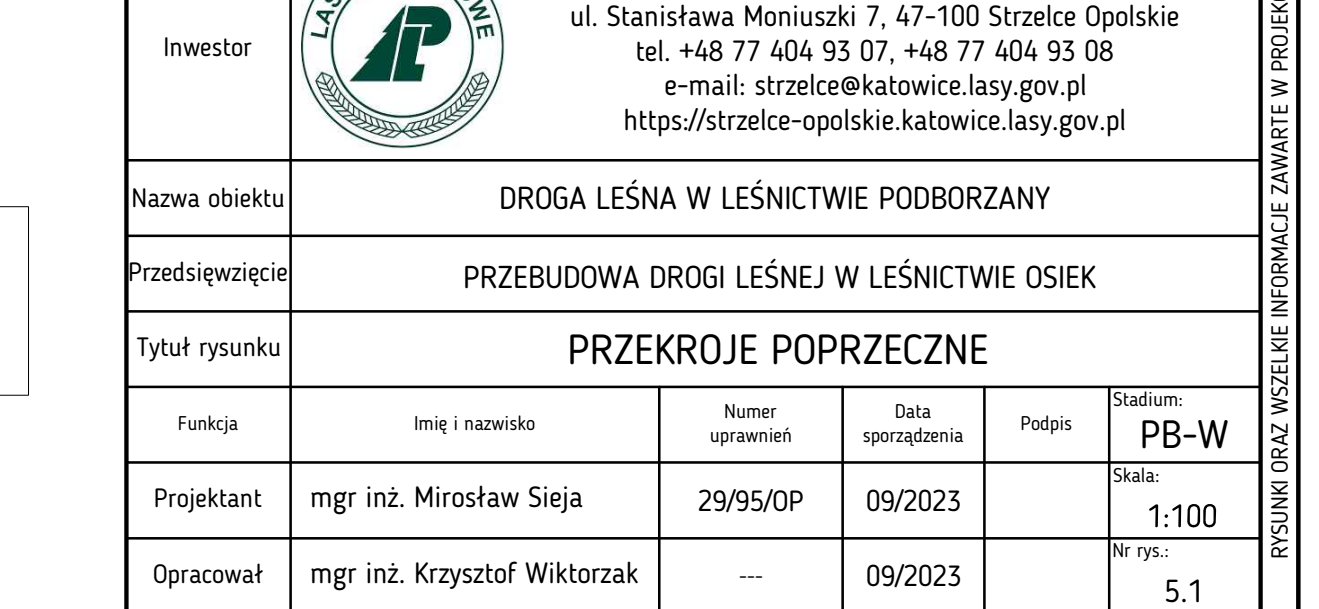 Inwestor
LAS
WE
ul. Stanisława Moniuszki 7, 47-100 Strzelce Opolskie
tel. +48 77 404 93 07, +48 77 404 93 08
e-mail: strzelce@katowice.lasy.gov.pl
https://strzelce-opolskie.katowice.lasy.gov.pl
Nazwa obiektu
DROGA LEŚNA W LEŚNICTWIE PODBORZANY
Przedsięwzięcie
PRZEBUDOWA DROGI LEŚNEJ W LEŚNICTWIE OSIEK
Tytuł rysunku
PRZEKROJE POPRZECZNE
Funkcja
Imię i nazwisko
Numer
uprawnień
Data
sporządzenia
Podpis
Stadium:
PB-W
Projektant
mgr inż. Mirosław Sieja
29/95/OP
09/2023
Skala:
1:100
Opracował
mgr inż. Krzysztof Wiktorzak
---
09/2023
Nr rys.:
5.1
RYSUNKI ORAZ WSZELKIE INFORMACJE ZAWARTE W PROJEK